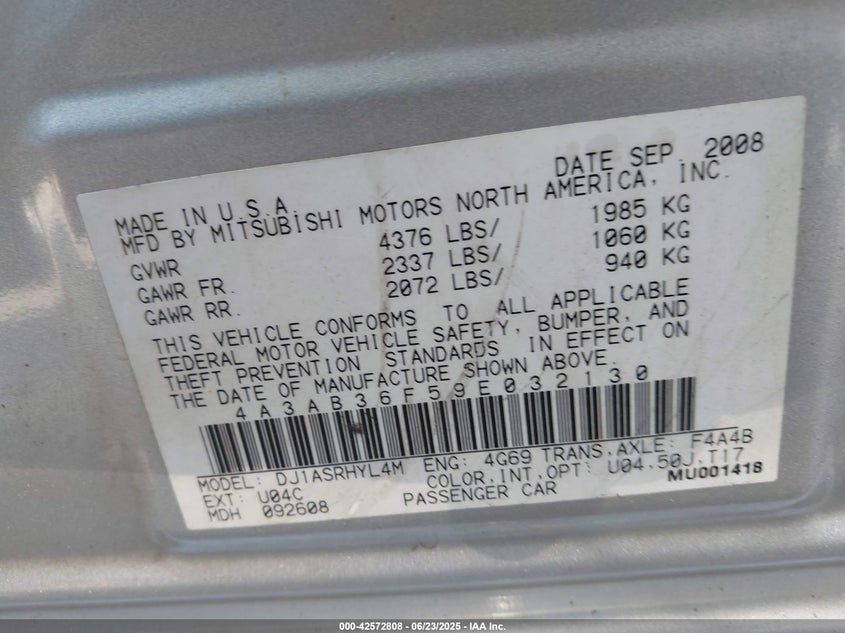 DATE SEP. 2008
MADE IN U.S.A
MFD BY MITSUBISHI MOTORS NORTH AMERICA, INC.
GVWR 4376 LBS/ 1985 KG
GAWR FR. 2337 LBS/ 1060 KG
GAWR RR. 2072 LBS/ 940 KG
THIS VEHICLE CONFORMS TO ALL APPLICABLE
FEDERAL MOTOR VEHICLE SAFETY, BUMPER, AND
THEFT PREVENTION STANDARDS IN EFFECT ON
THE DATE OF MANUFACTURE SHOWN ABOVE.
4A3AB36F59E032130
MODEL: DJ1ASRHYL4M ENG: 4G69 TRANS,AXLE: F4A4B
EXT: U04C COLOR,INT,OPT: U04.50J.T17
MDH 092608 PASSENGER CAR MU001418
000-42572808 - 06/23/2025 - IAA Inc.